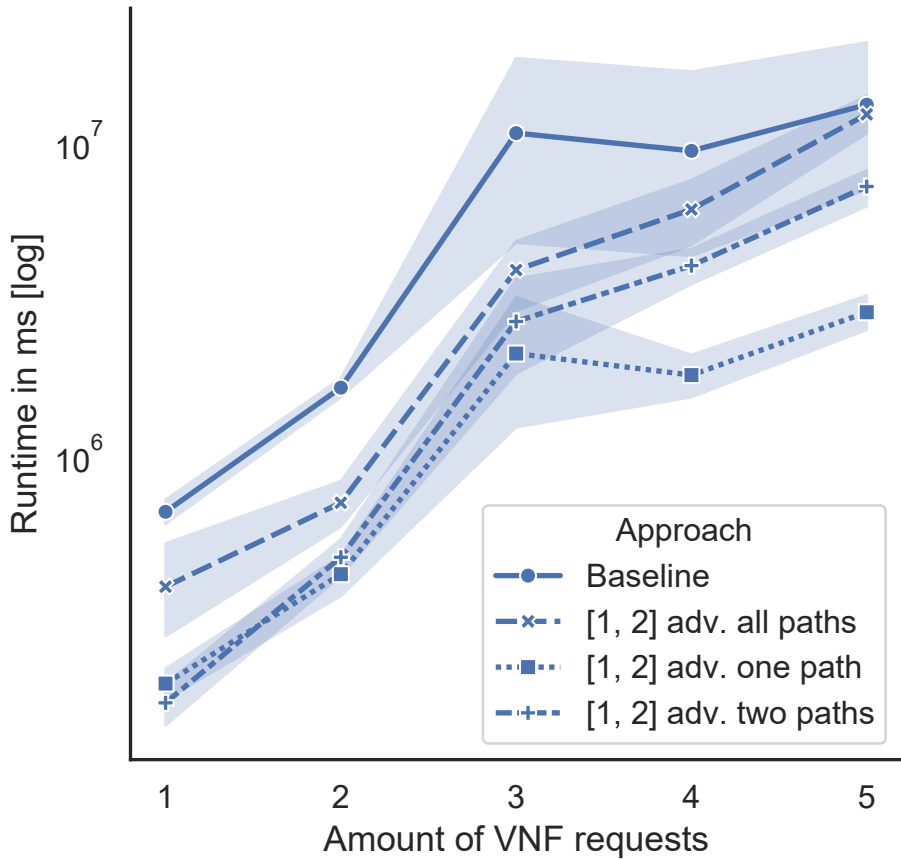 Runtime in ms [log]
10^7
10^6
Approach
Baseline
[1, 2] adv. all paths
[1, 2] adv. one path
[1, 2] adv. two paths
1 2 3 4 5
Amount of VNF requests